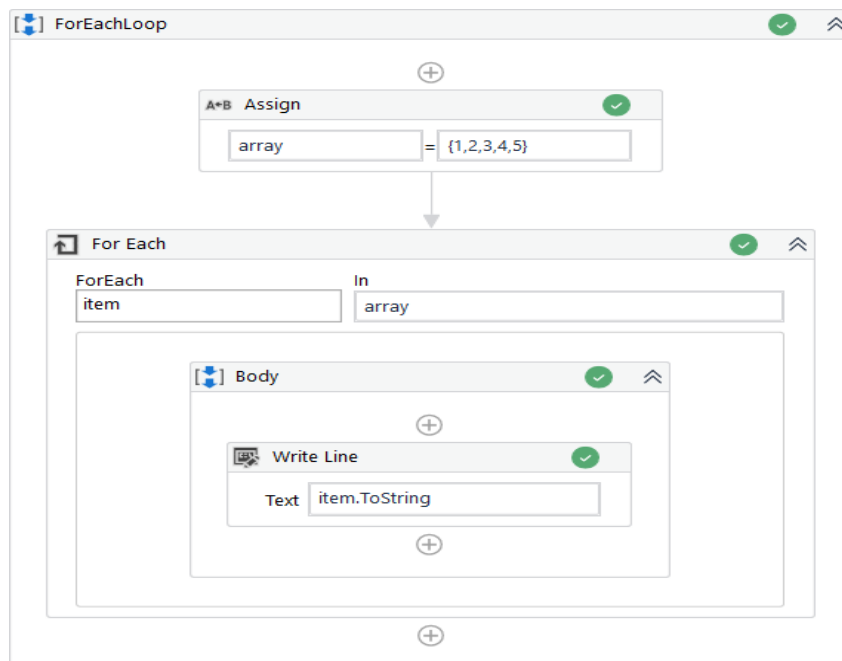 ForEachLoop
A+B Assign
array = {1,2,3,4,5}
For Each
ForEach In
item array
Body
Write Line
Text item.ToString